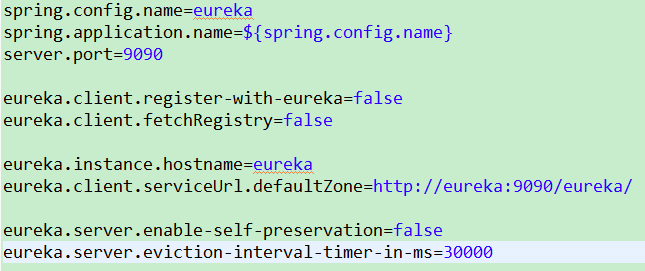 spring.config.name=eureka
spring.application.name=${spring.config.name}
server.port=9090
eureka.client.register-with-eureka=false
eureka.client.fetchRegistry=false
eureka.instance.hostname=eureka
eureka.client.serviceUrl.defaultZone=http://eureka:9090/eureka/
eureka.server.enable-self-preservation=false
eureka.server.eviction-interval-timer-in-ms=30000